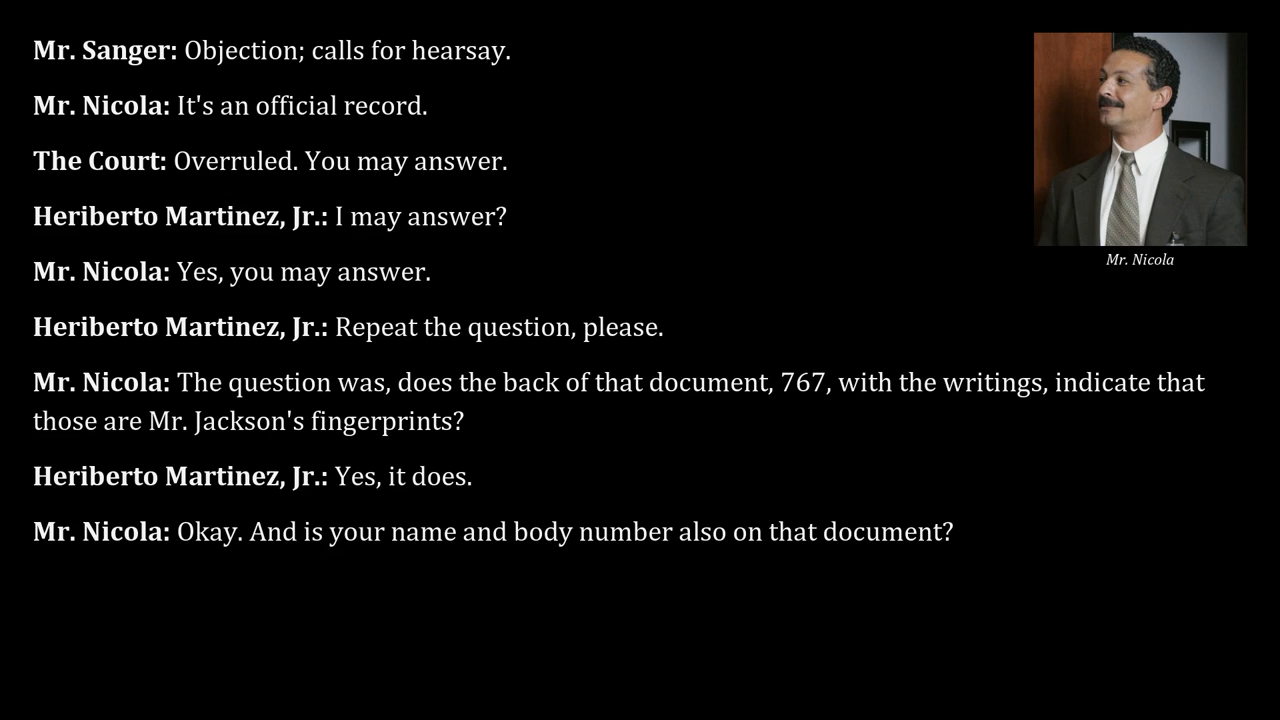 Mr. Sanger: Objection; calls for hearsay.
Mr. Nicola: It's an official record.
The Court: Overruled. You may answer.
Heriberto Martinez, Jr.: I may answer?
Mr. Nicola: Yes, you may answer.
Heriberto Martinez, Jr.: Repeat the question, please.
Mr. Nicola: The question was, does the back of that document, 767, with the writings, indicate that
those are Mr. Jackson's fingerprints?
Heriberto Martinez, Jr.: Yes, it does.
Mr. Nicola: Okay. And is your name and body number also on that document?
Mr. Nicola